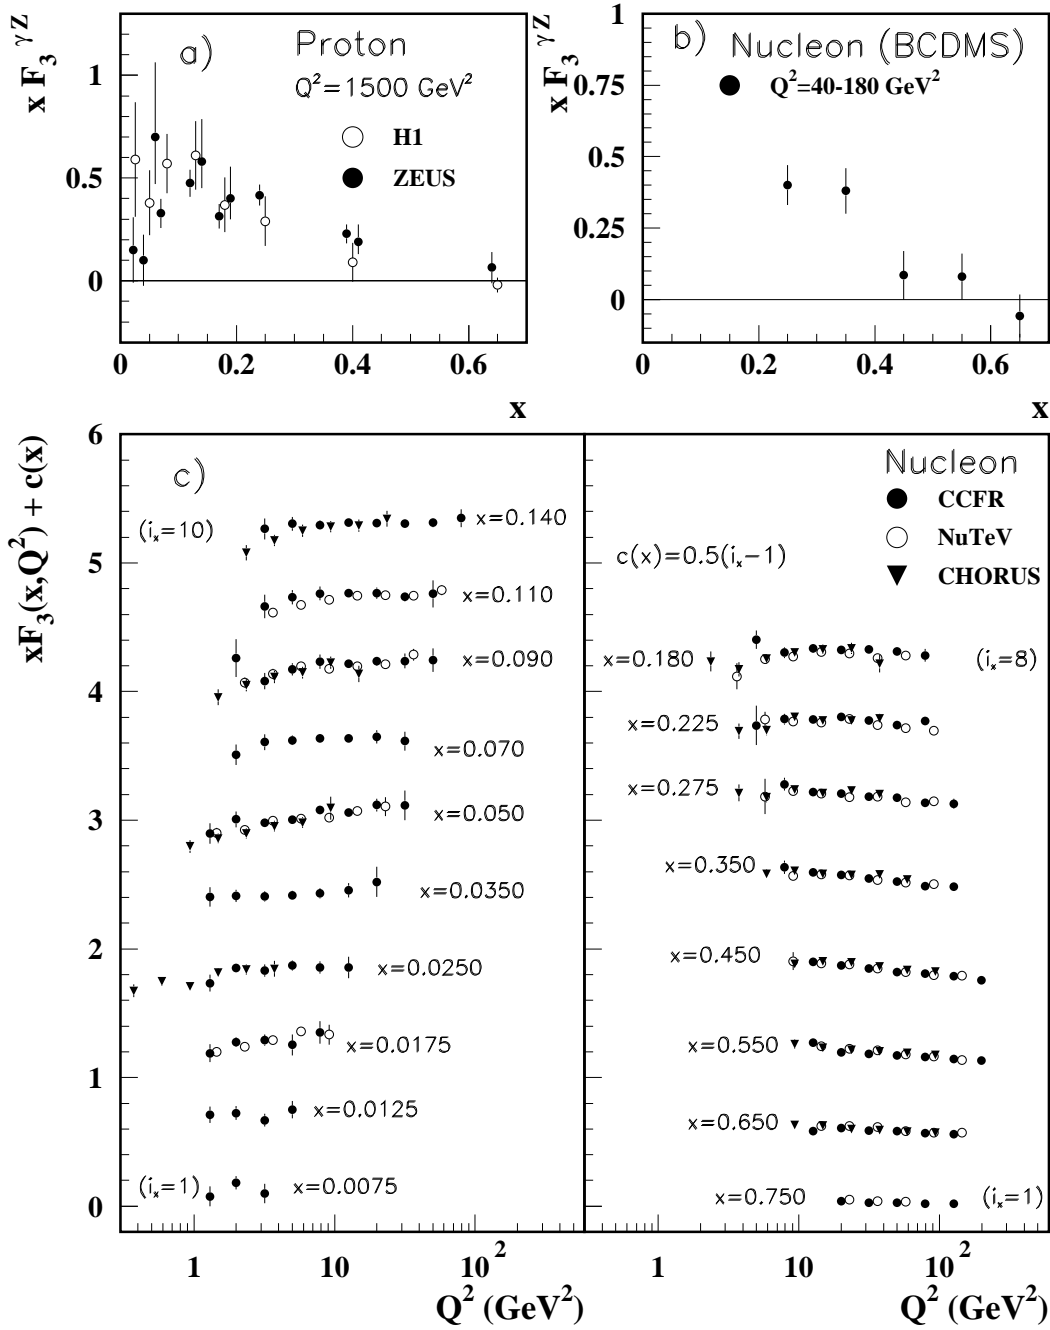 x F₃ γZ
a)
Proton
Q²=1500 GeV²
H1
ZEUS
1
0.5
0
0 0.2 0.4 0.6
x
x F₃ γZ
b)
Nucleon (BCDMS)
Q²=40-180 GeV²
1
0.75
0.5
0.25
0
0 0.2 0.4 0.6
x
xF₃(x,Q²) + c(x)
6
5
4
3
2
1
0
c)
(iₓ=10)
x=0.140
x=0.110
x=0.090
x=0.070
x=0.050
x=0.0350
x=0.0250
x=0.0175
x=0.0125
(iₓ=1)
x=0.0075
1 10 10²
Q² (GeV²)
Nucleon
CCFR
NuTeV
CHORUS
c(x)=0.5(iₓ−1)
x=0.180
(iₓ=8)
x=0.225
x=0.275
x=0.350
x=0.450
x=0.550
x=0.650
x=0.750
(iₓ=1)
1 10 10²
Q² (GeV²)